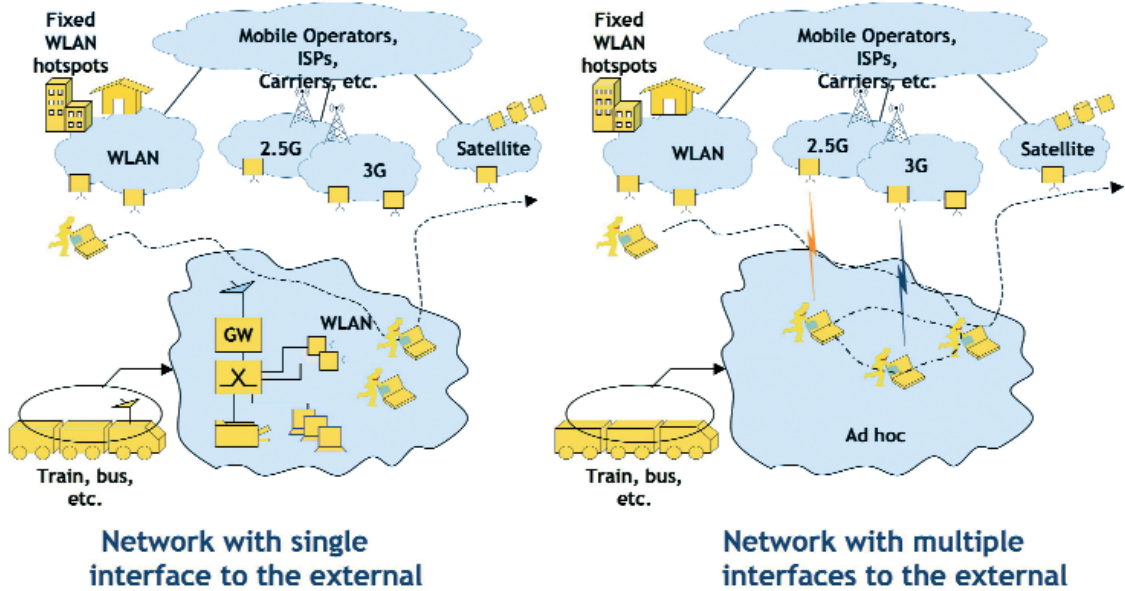 Fixed
WLAN
hotspots
Mobile Operators,
ISPs,
Carriers, etc.
WLAN
2.5G
3G
Satellite
GW
WLAN
Train, bus,
etc.
Network with single
interface to the external
Fixed
WLAN
hotspots
Mobile Operators,
ISPs,
Carriers, etc.
WLAN
2.5G
3G
Satellite
Ad hoc
Train, bus,
etc.
Network with multiple
interfaces to the external